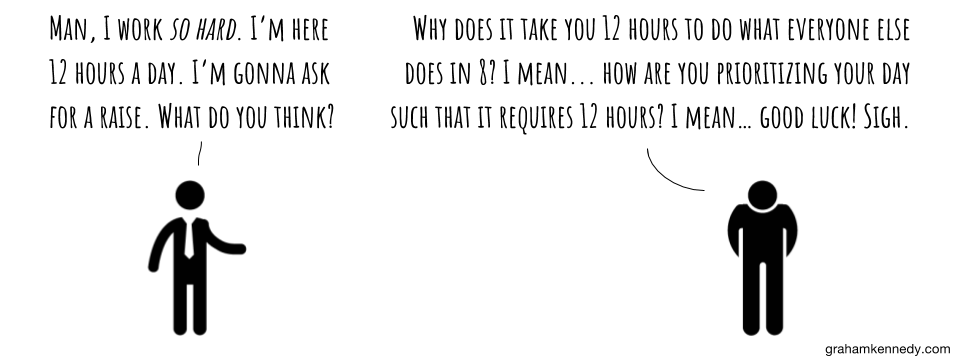 Man, I work so hard. I'm here
12 hours a day. I'm gonna ask
for a raise. What do you think?
Why does it take you 12 hours to do what everyone else
does in 8? I mean... how are you prioritizing your day
such that it requires 12 hours? I mean... good luck! Sigh.
grahamkennedy.com